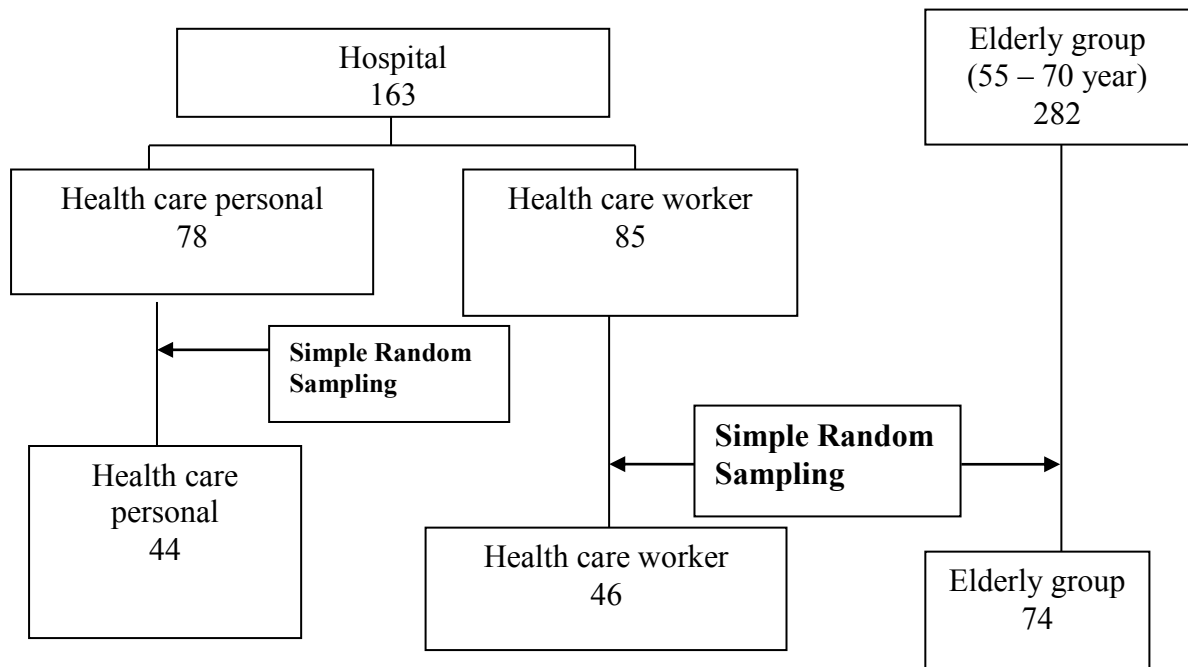 Hospital
163
Elderly group
(55 – 70 year)
282
Health care personal
78
Health care worker
85
Simple Random
Sampling
Simple Random
Sampling
Health care
personal
44
Health care worker
46
Elderly group
74